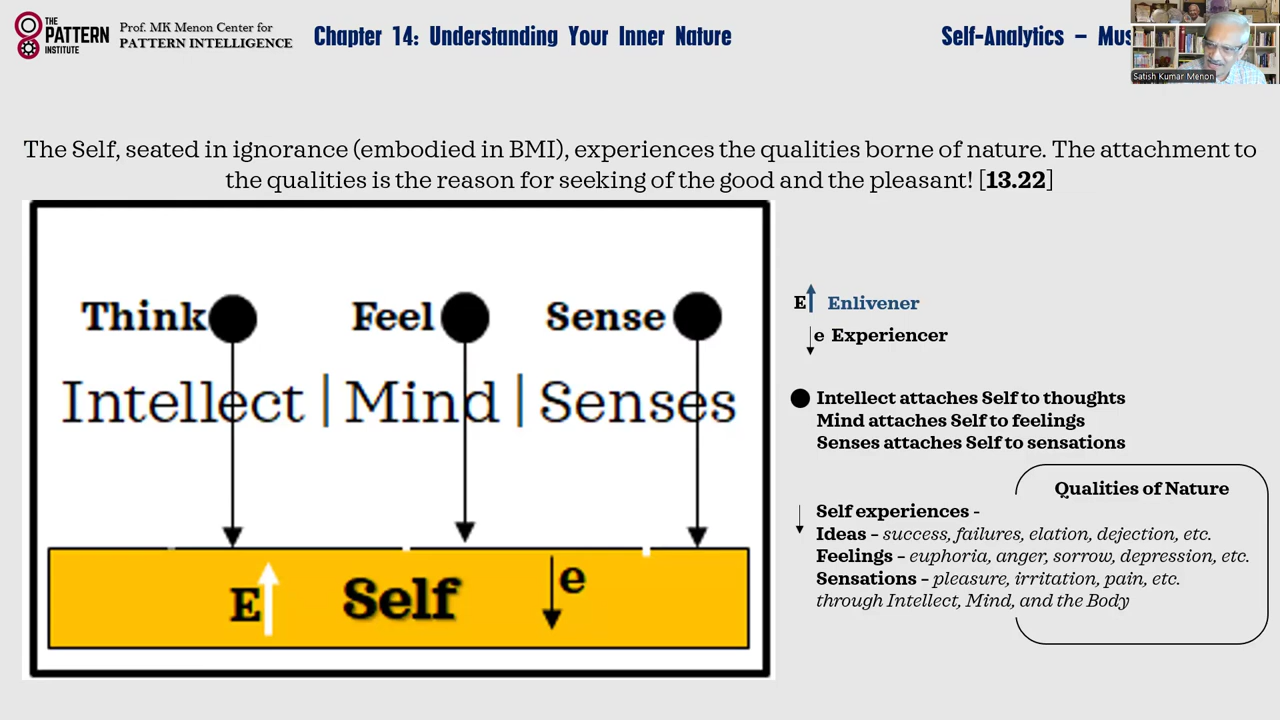 THE
PATTERN
INSTITUTE
Prof. MK Menon Center for
PATTERN INTELLIGENCE
Chapter 14: Understanding Your Inner Nature
Self-Analytics – Mus
Satish Kumar Menon
The Self, seated in ignorance (embodied in BMI), experiences the qualities borne of nature. The attachment to
the qualities is the reason for seeking of the good and the pleasant! [13.22]
Think Feel Sense
Intellect | Mind | Senses
E Self e
E Enlivener
e Experiencer
Intellect attaches Self to thoughts
Mind attaches Self to feelings
Senses attaches Self to sensations
Qualities of Nature
Self experiences -
Ideas – success, failures, elation, dejection, etc.
Feelings – euphoria, anger, sorrow, depression, etc.
Sensations – pleasure, irritation, pain, etc.
through Intellect, Mind, and the Body